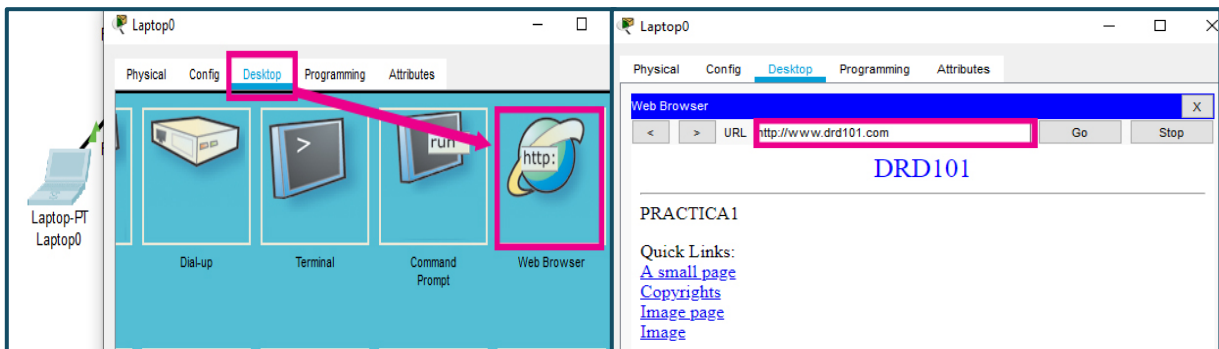 Laptop0
Physical Config Desktop Programming Attributes
run
http:
Dial-up Terminal Command Prompt Web Browser
Laptop-PT
Laptop0
Laptop0
Physical Config Desktop Programming Attributes
Web Browser X
< > URL http://www.drd101.com Go Stop
DRD101
PRACTICA1
Quick Links:
A small page
Copyrights
Image page
Image